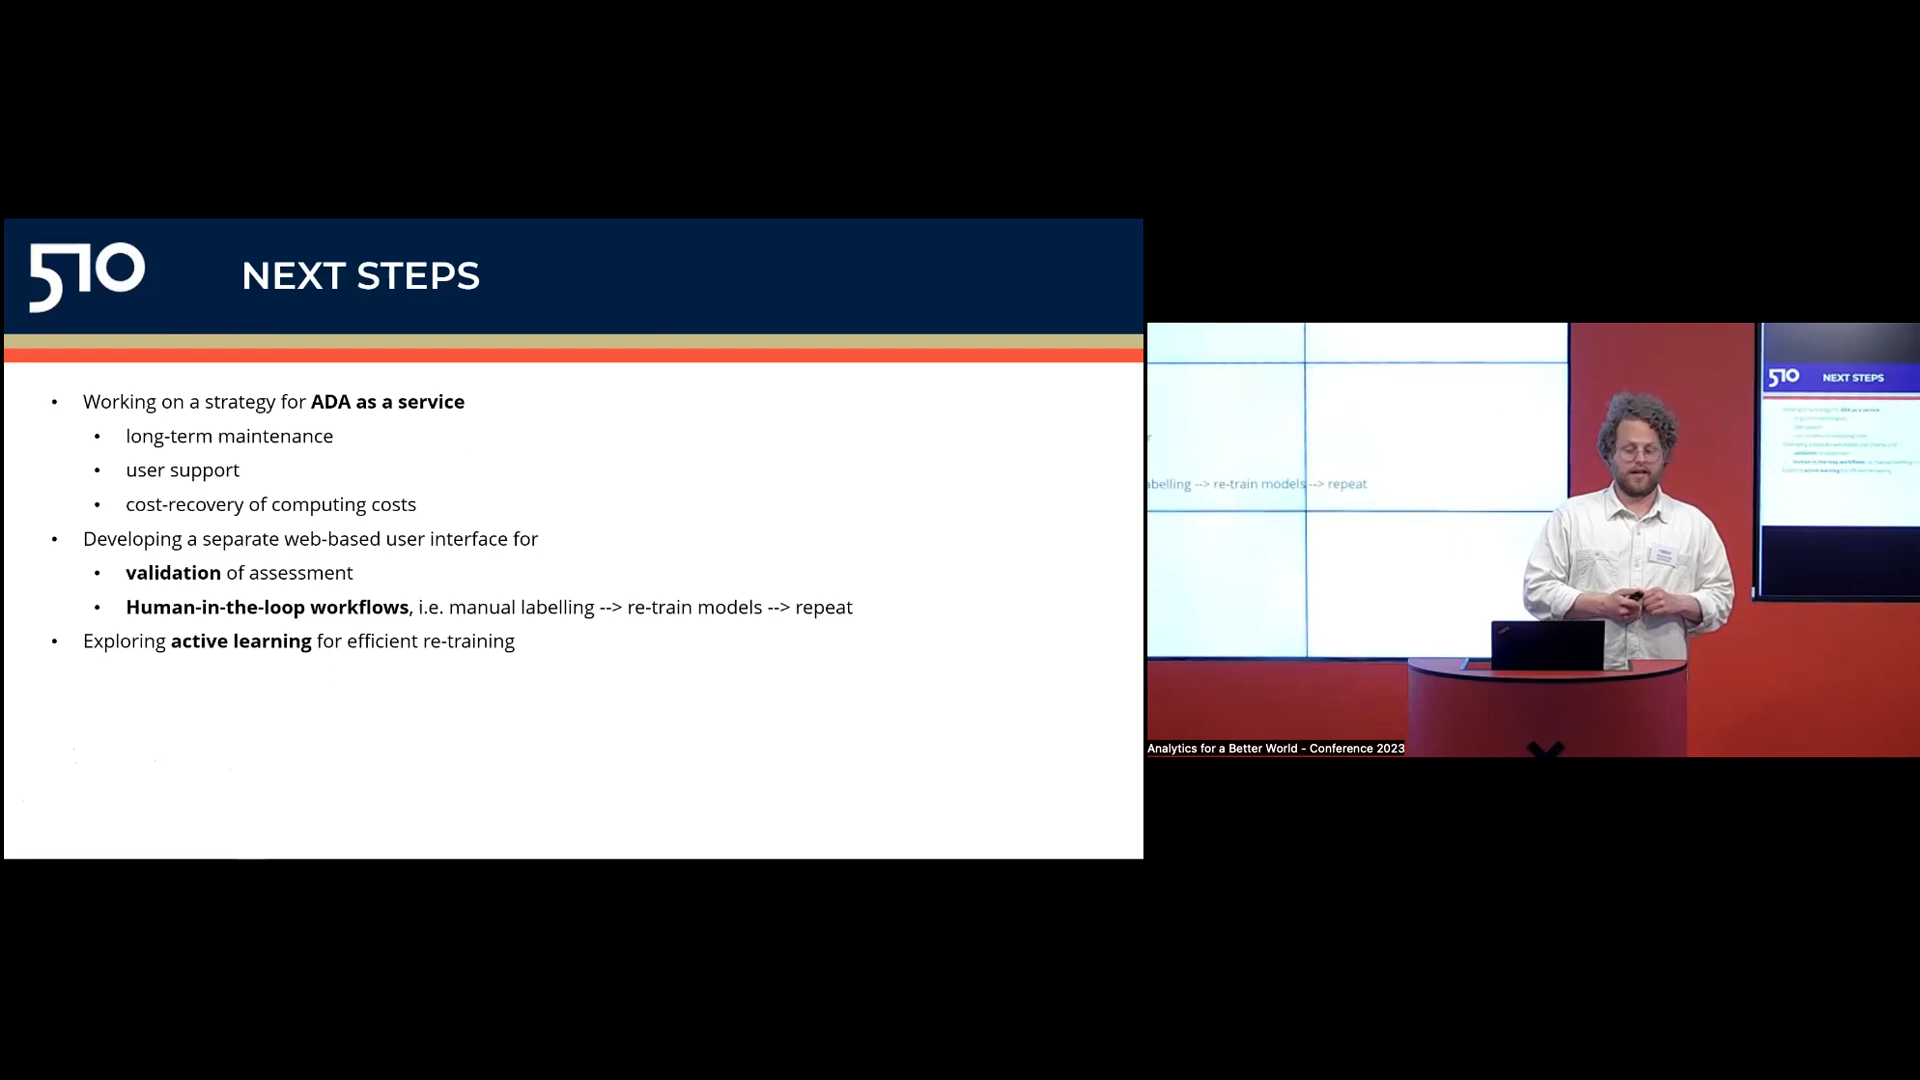 510
NEXT STEPS
• Working on a strategy for ADA as a service
• long-term maintenance
• user support
• cost-recovery of computing costs
• Developing a separate web-based user interface for
• validation of assessment
• Human-in-the-loop workflows, i.e. manual labelling --> re-train models --> repeat
• Exploring active learning for efficient re-training
510 NEXT STEPS
abelling --> re-train models --> repeat
Analytics for a Better World - Conference 2023